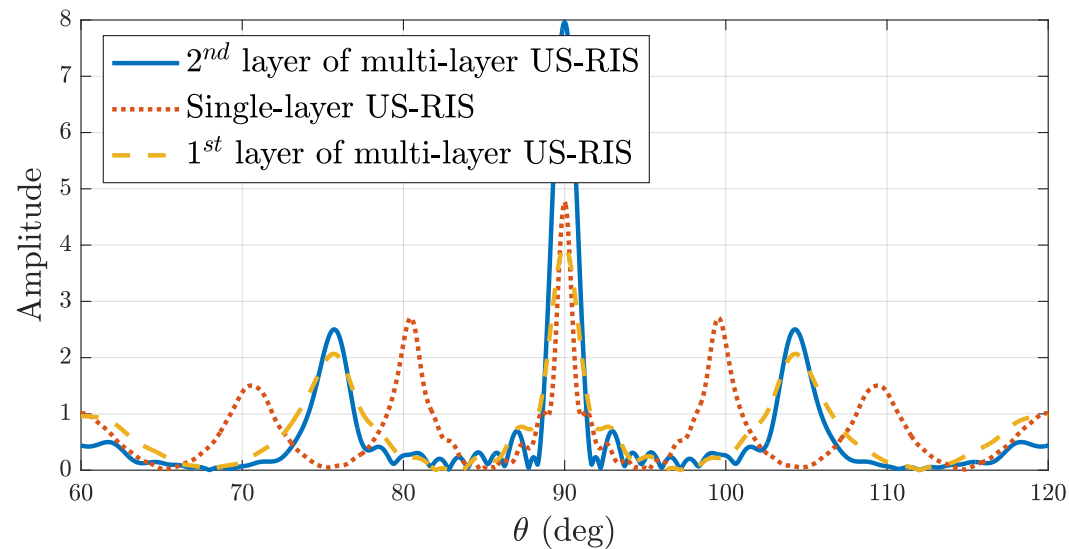 8
7
6
5
4
3
2
1
0
Amplitude
2nd layer of multi-layer US-RIS
Single-layer US-RIS
1st layer of multi-layer US-RIS
60 70 80 90 100 110 120
θ (deg)